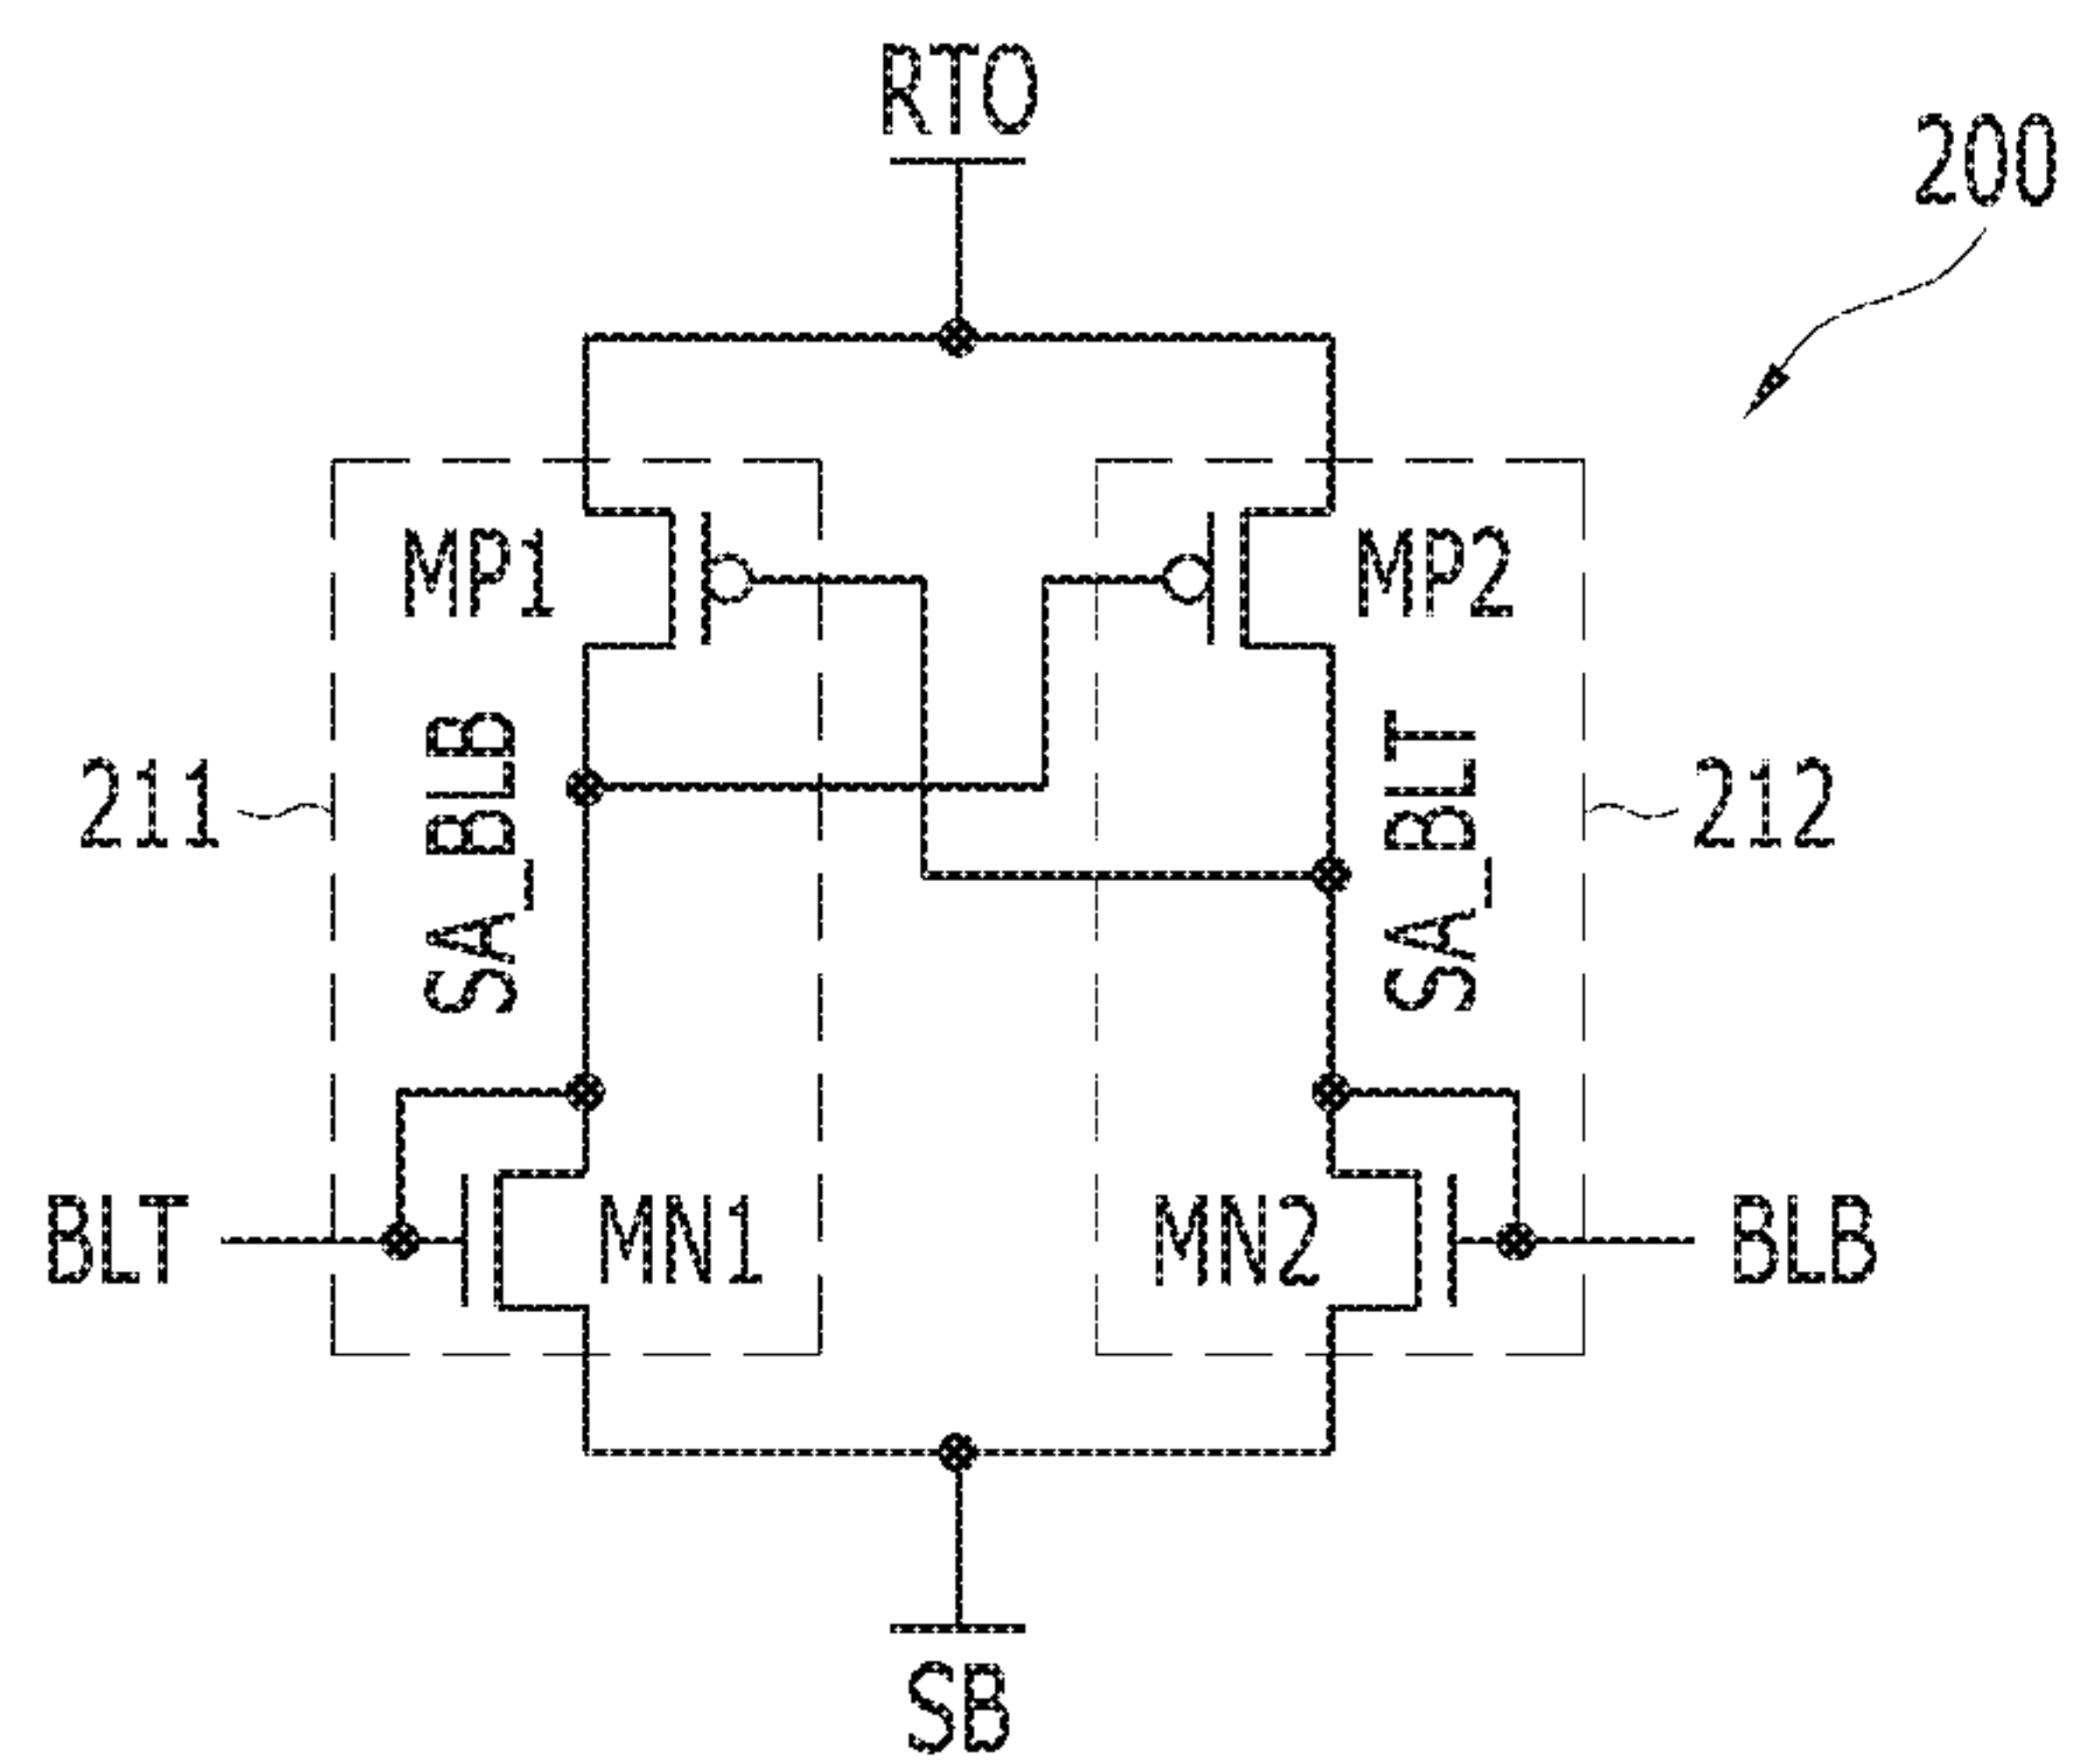 RTO
200
MP1
MP2
SA_BLB
SA_BLT
211
212
BLT
MN1
MN2
BLB
SB